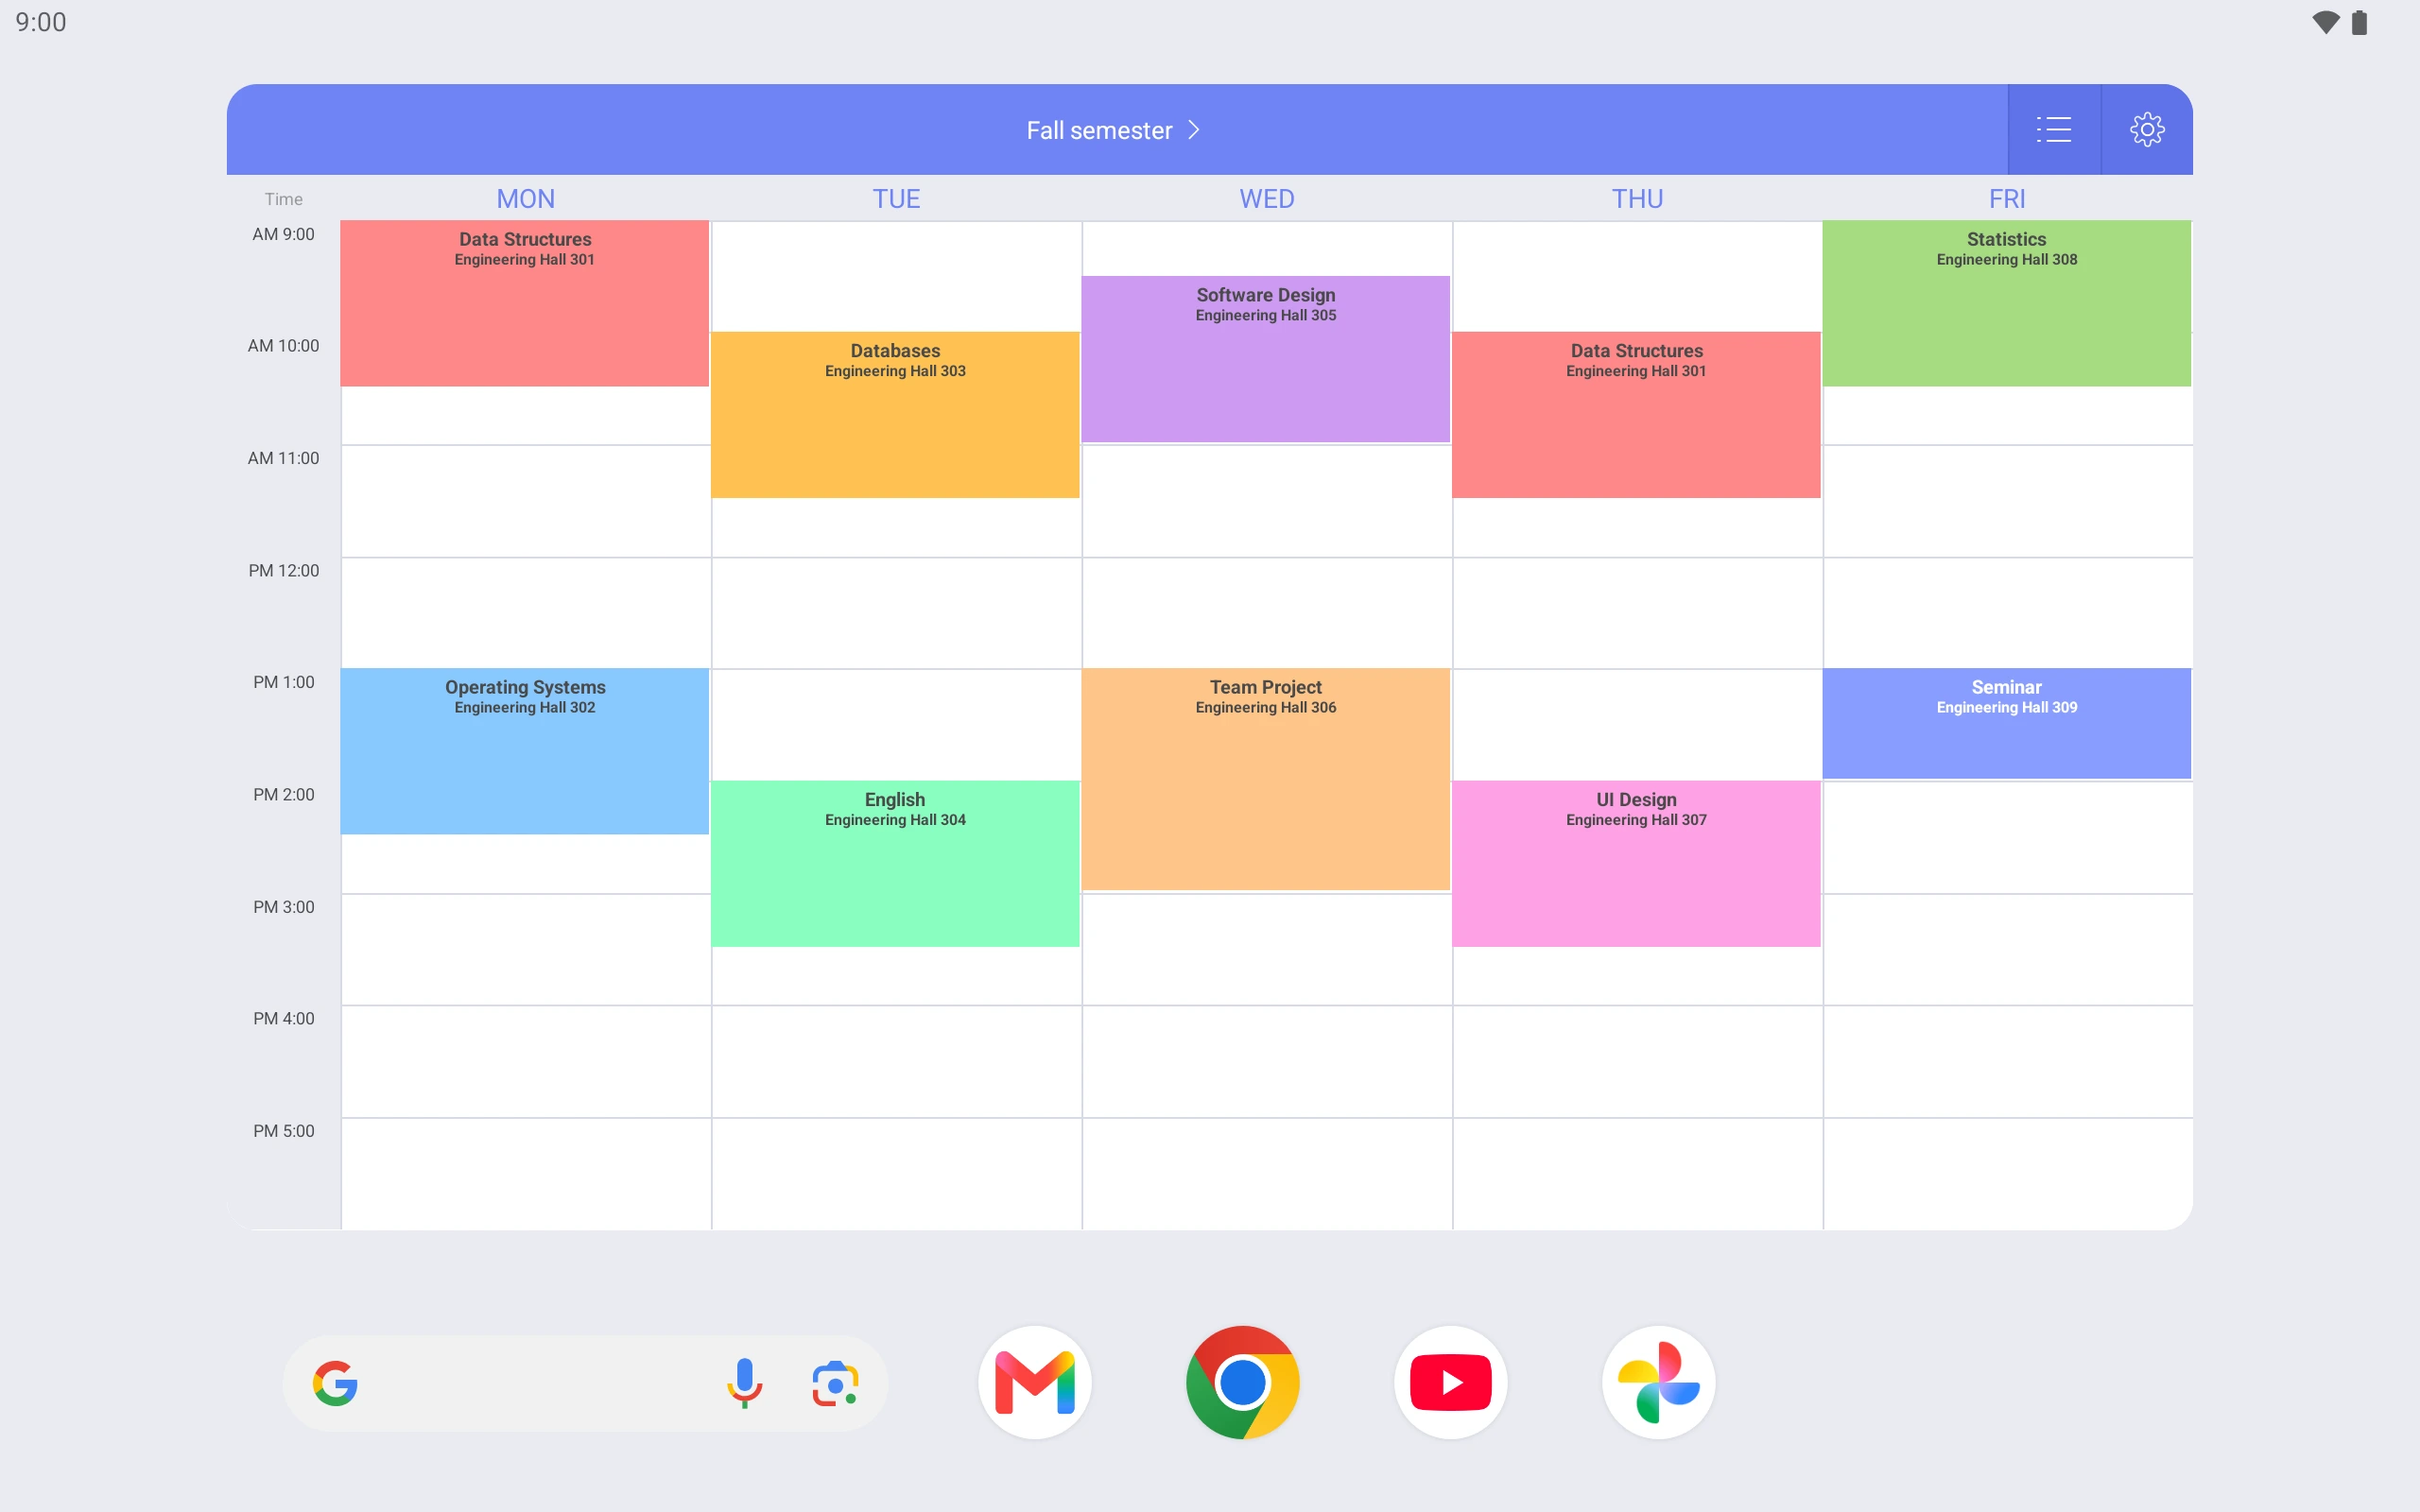 9:00
Fall semester
Time
MON
TUE
WED
THU
FRI
AM 9:00
Data Structures
Engineering Hall 301
Statistics
Engineering Hall 308
Software Design
Engineering Hall 305
AM 10:00
Databases
Engineering Hall 303
Data Structures
Engineering Hall 301
AM 11:00
PM 12:00
PM 1:00
Operating Systems
Engineering Hall 302
Team Project
Engineering Hall 306
Seminar
Engineering Hall 309
PM 2:00
English
Engineering Hall 304
UI Design
Engineering Hall 307
PM 3:00
PM 4:00
PM 5:00